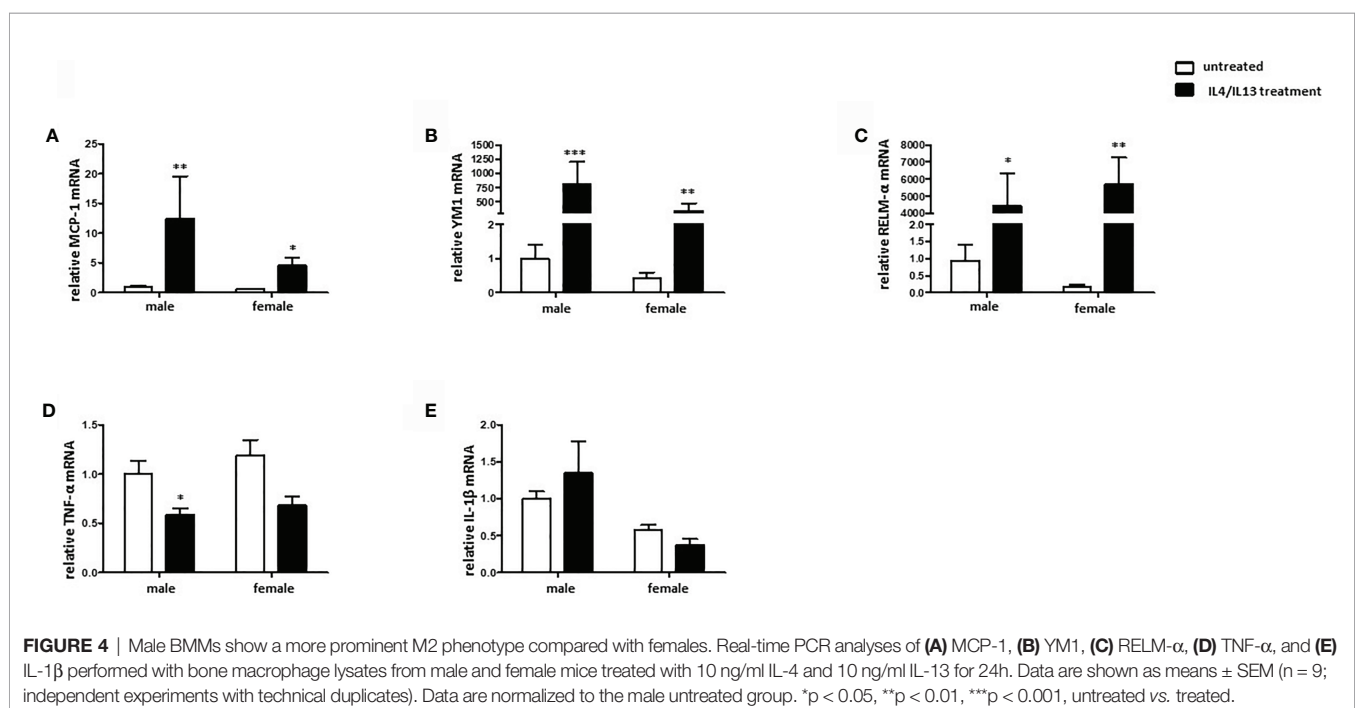 untreated
IL4/IL13 treatment
A
relative MCP-1 mRNA
25
20
15
10
5
0
**
*
male
female
B
relative YM1 mRNA
1500
1250
1000
750
500
250
2
1
0
***
**
male
female
C
relative RELM-α mRNA
8000
7000
6000
5000
4000
1.5
1.0
0.5
0.0
*
**
male
female
D
relative TNF-α mRNA
1.5
1.0
0.5
0.0
*
male
female
E
relative IL-1β mRNA
2.0
1.5
1.0
0.5
0.0
male
female
FIGURE 4 | Male BMMs show a more prominent M2 phenotype compared with females. Real-time PCR analyses of (A) MCP-1, (B) YM1, (C) RELM-α, (D) TNF-α, and (E)
IL-1β performed with bone macrophage lysates from male and female mice treated with 10 ng/ml IL-4 and 10 ng/ml IL-13 for 24h. Data are shown as means ± SEM (n = 9;
independent experiments with technical duplicates). Data are normalized to the male untreated group. *p < 0.05, **p < 0.01, ***p < 0.001, untreated vs. treated.